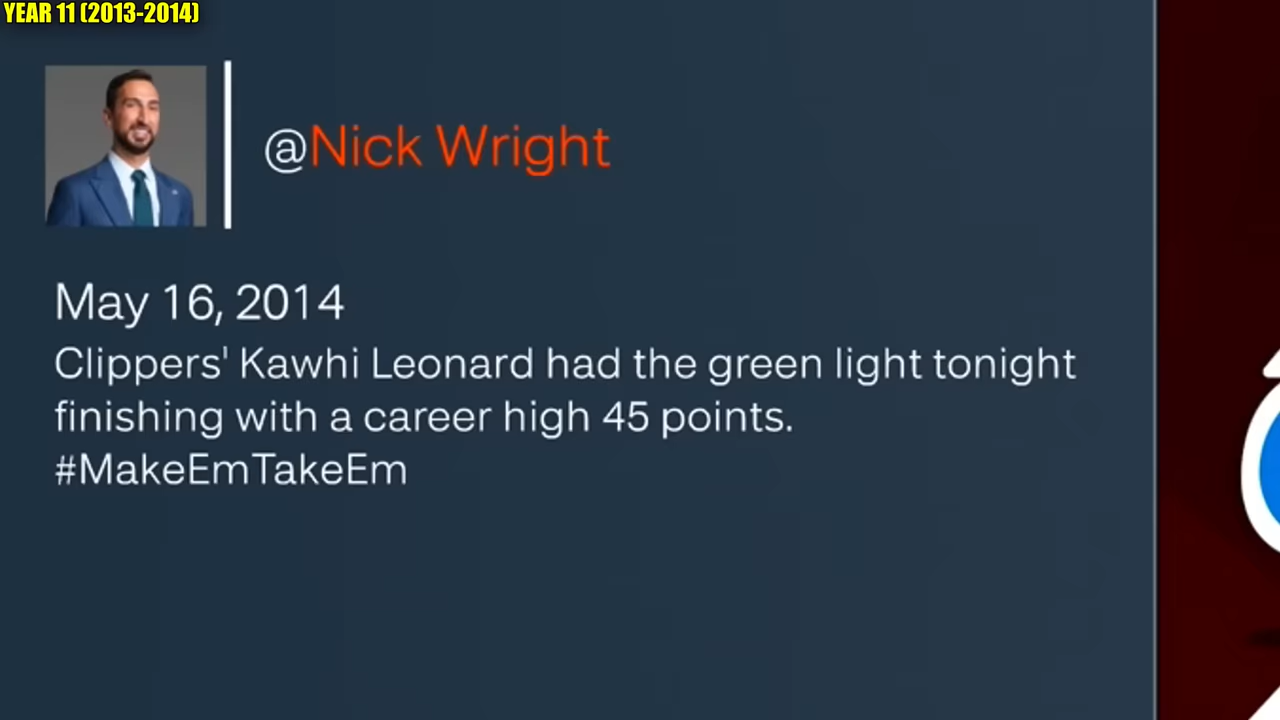 YEAR 11 (2013-2014)
@Nick Wright
May 16, 2014
Clippers' Kawhi Leonard had the green light tonight
finishing with a career high 45 points.
#MakeEmTakeEm